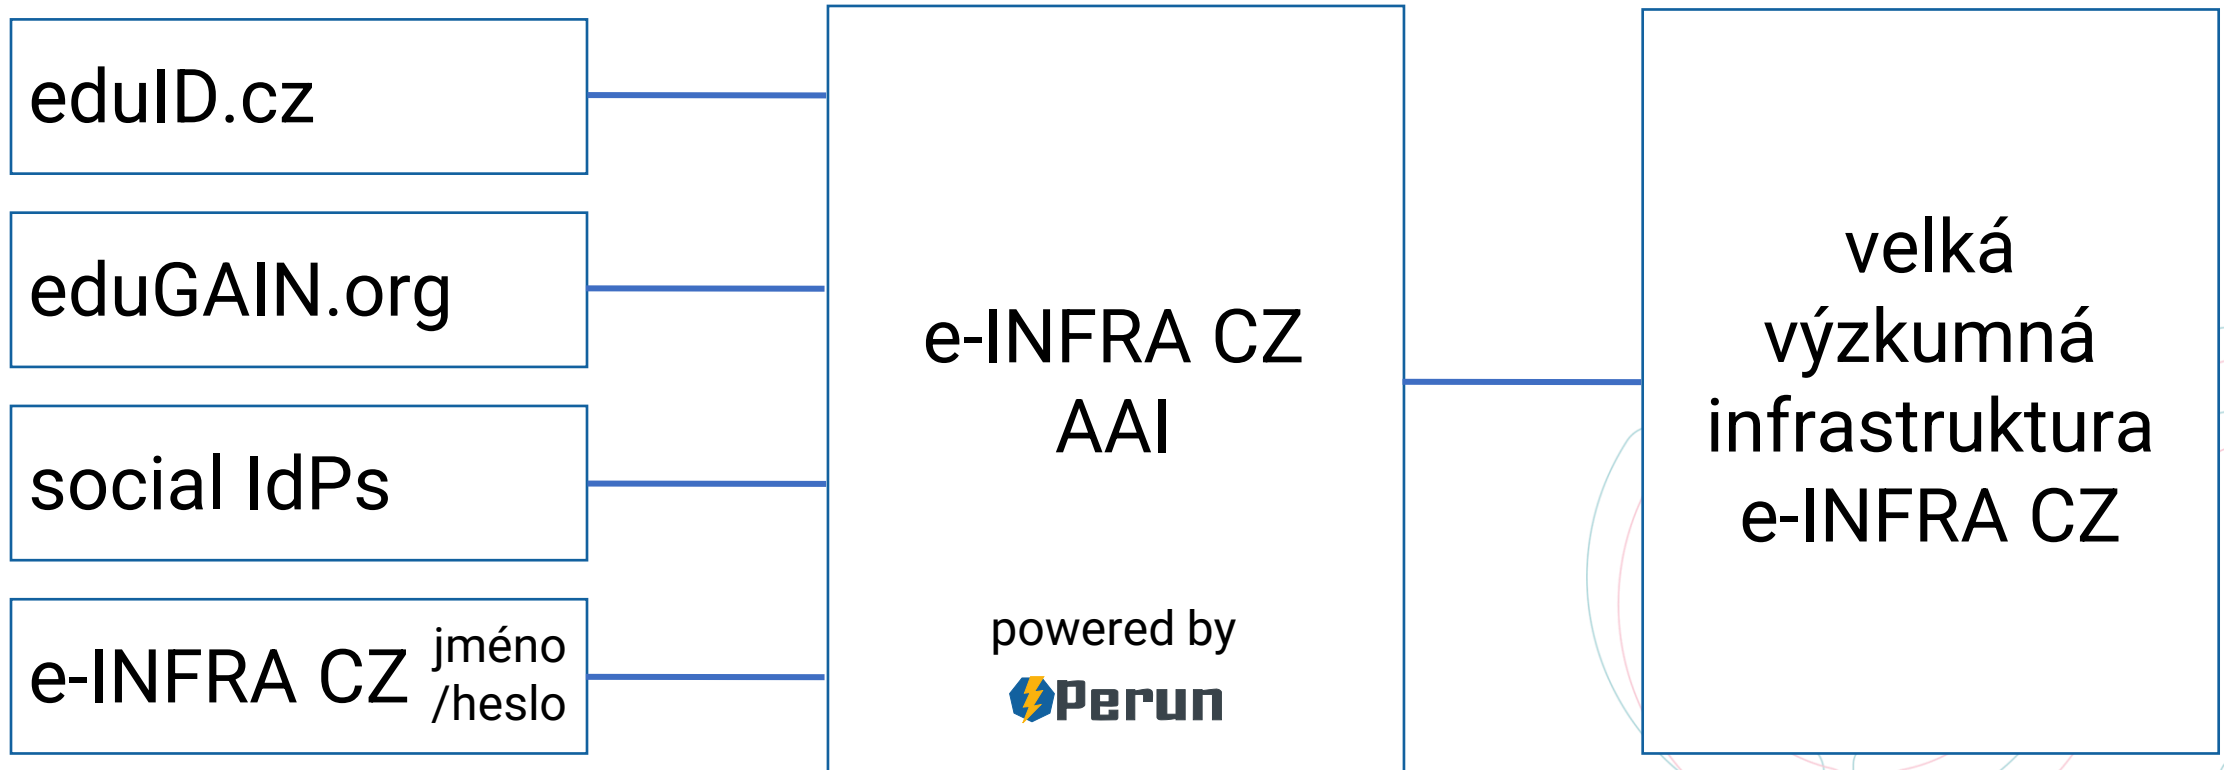 eduID.cz
eduGAIN.org
social IdPs
e-INFRA CZ
jméno
/heslo
e-INFRA CZ
AAI
powered by
Perun
velká
výzkumná
infrastruktura
e-INFRA CZ